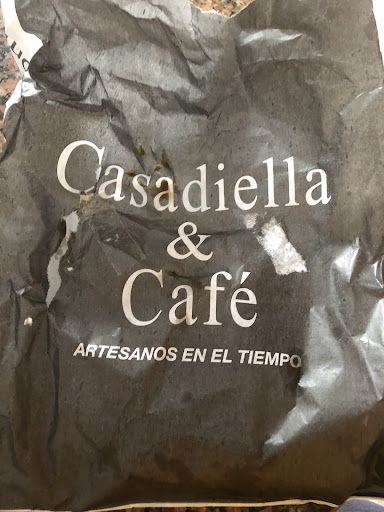 Casadiella
&
Café
ARTESANOS EN EL TIEMPO